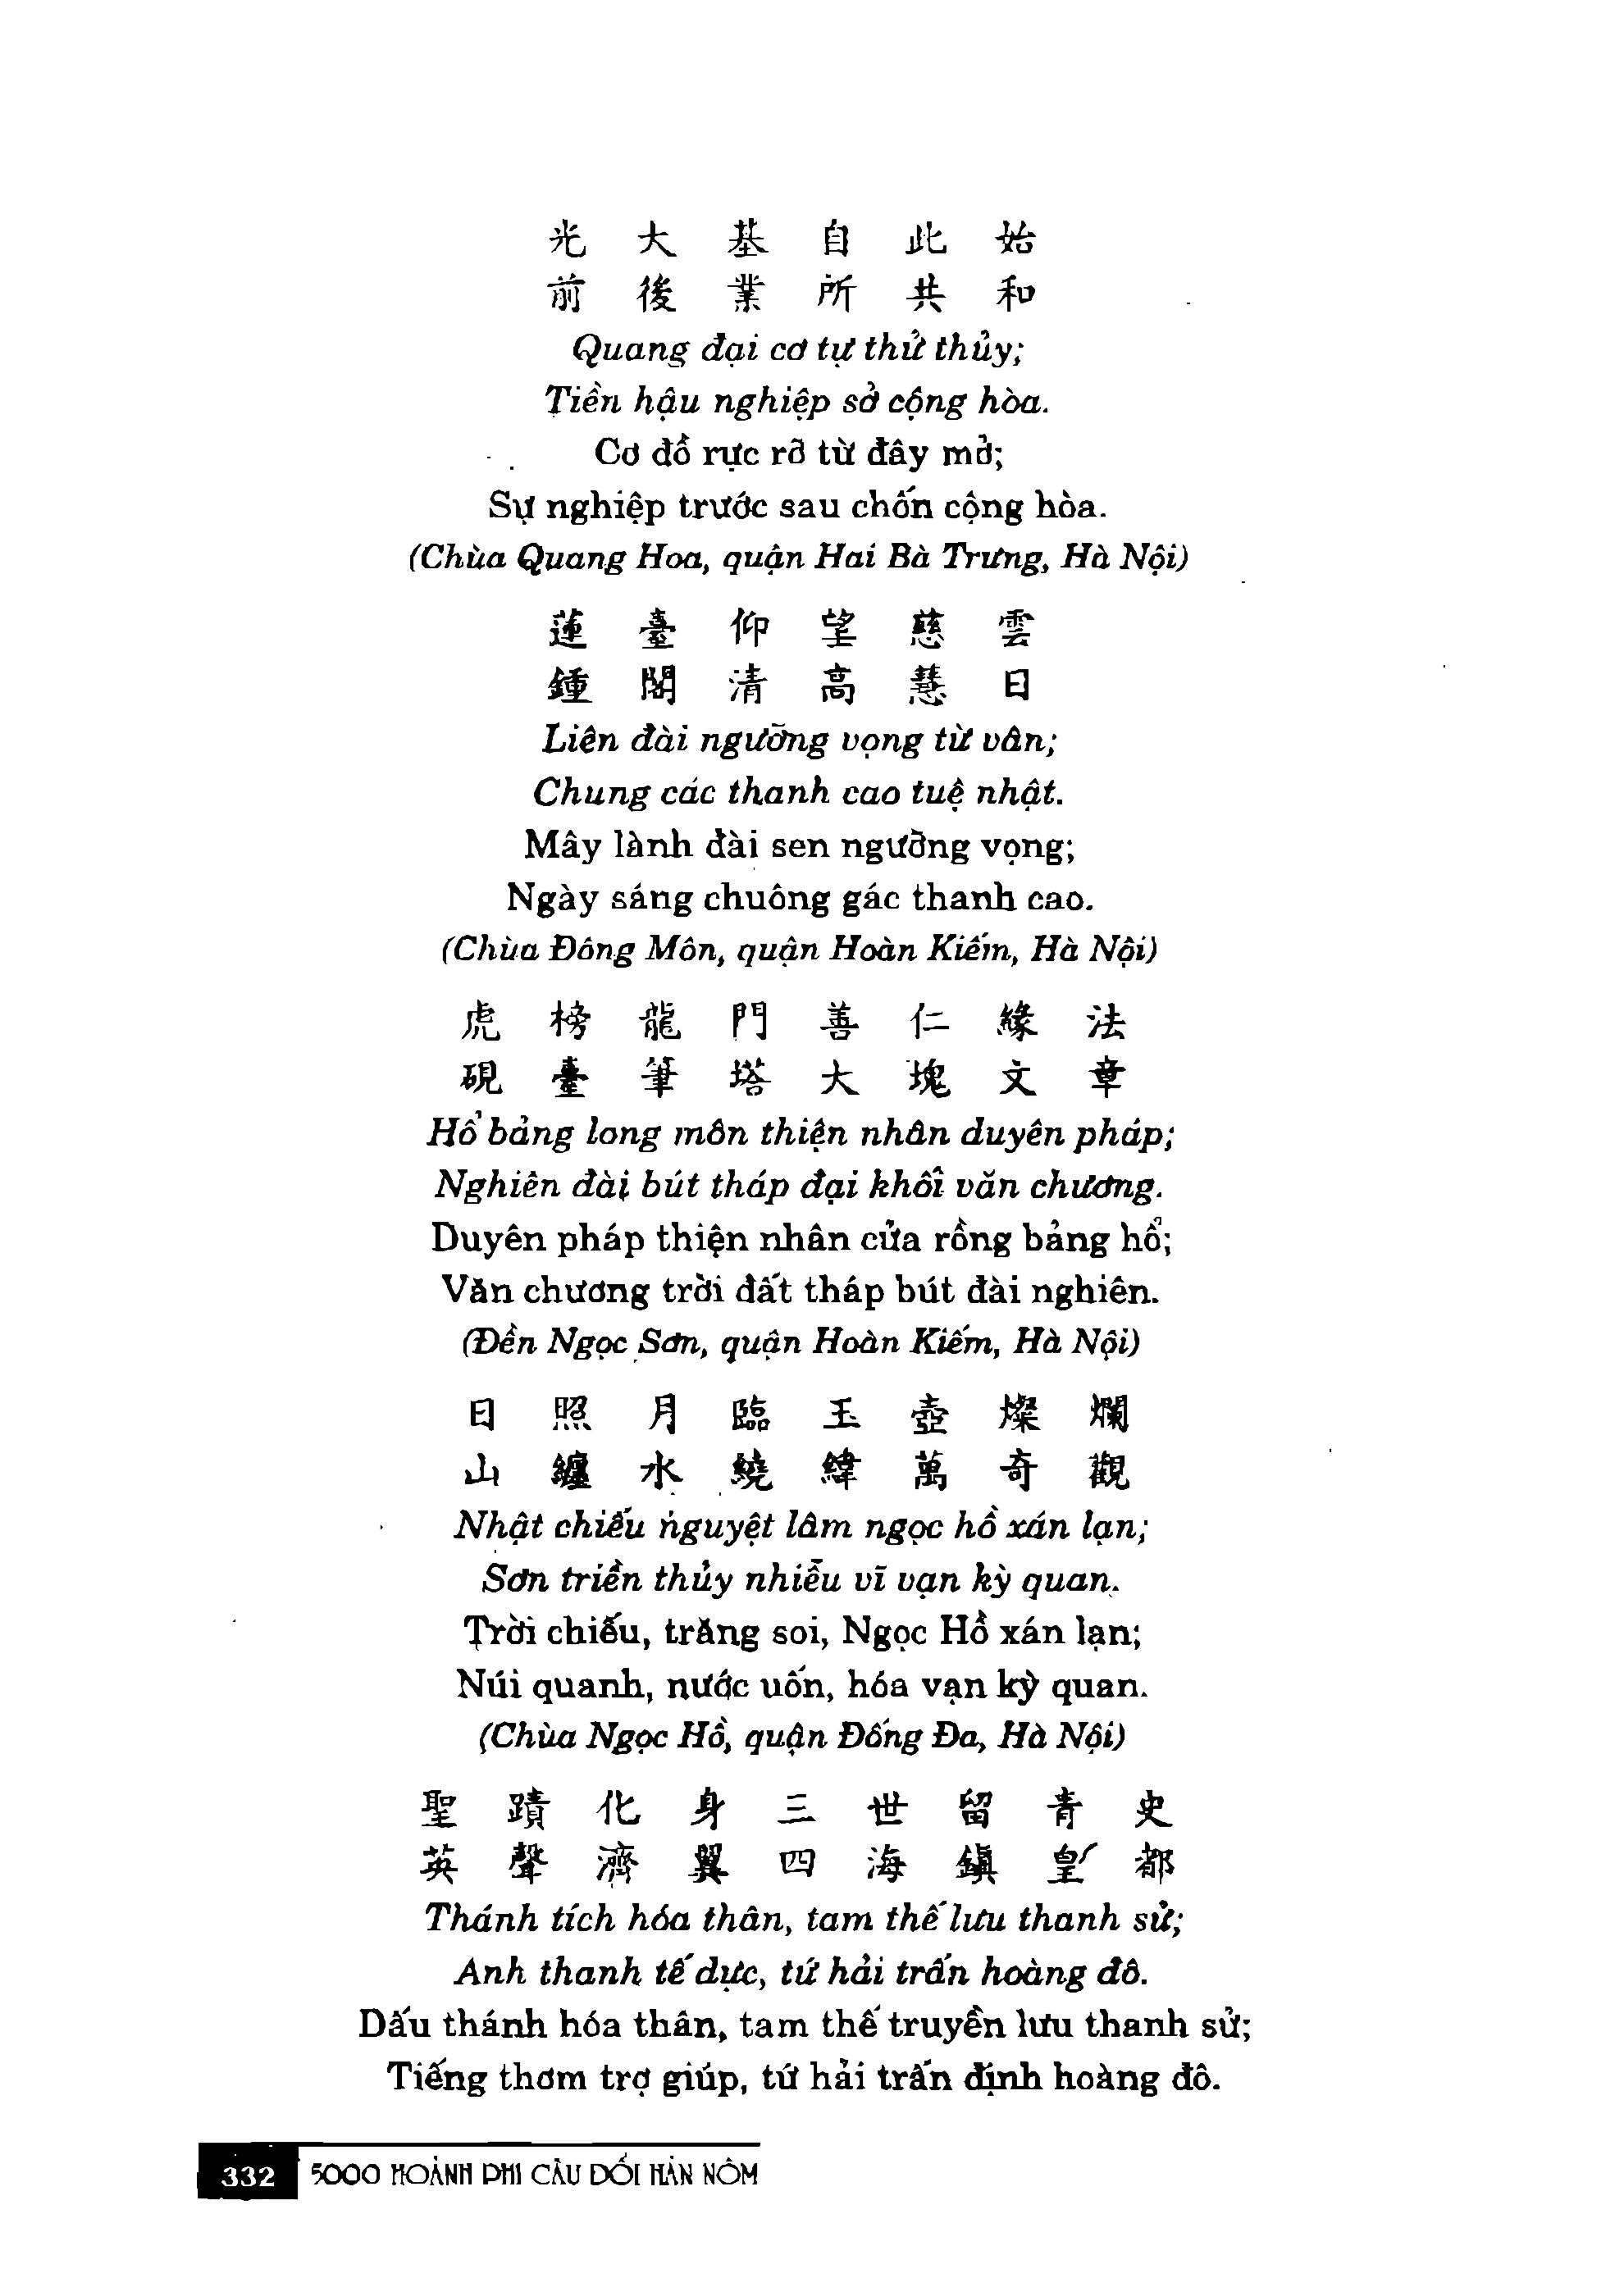 光 大 基 自 此 始
前 後 業 所 共 和
Quang đại cơ tự thử thủy;
Tiền hậu nghiệp sở cộng hòa.
Cơ đồ rực rỡ từ đây mở;
Sự nghiệp trước sau chốn cộng hòa.
(Chùa Quang Hoa, quận Hai Bà Trưng, Hà Nội)
蓮 臺 仰 望 慈 雲
鍾 閣 清 高 慧 日
Liên đài ngưỡng vọng từ vân;
Chung các thanh cao tuệ nhật.
Mây lành đài sen ngưỡng vọng;
Ngày sáng chuông gác thanh cao.
(Chùa Đông Môn, quận Hoàn Kiếm, Hà Nội)
虎 榜 龍 門 善 仁 緣 法
硯 臺 筆 塔 大 塊 文 章
Hổ bảng long môn thiện nhân duyên pháp;
Nghiên đài bút tháp đại khối văn chương.
Duyên pháp thiện nhân cửa rồng bảng hổ;
Văn chương trời đất tháp bút đài nghiên.
(Đền Ngọc Sơn, quận Hoàn Kiếm, Hà Nội)
日 照 月 臨 玉 壺 燦 爛
山 纏 水 繞 緯 萬 奇 觀
Nhật chiếu nguyệt lâm ngọc hồ xán lạn;
Sơn triền thủy nhiễu vĩ vạn kỳ quan.
Trời chiếu, trăng soi, Ngọc Hồ xán lạn;
Núi quanh, nước uốn, hóa vạn kỳ quan.
(Chùa Ngọc Hồ, quận Đống Đa, Hà Nội)
聖 蹟 化 身 三 世 留 青 史
英 聲 濟 翼 四 海 鎮 皇 都
Thánh tích hóa thân, tam thế lưu thanh sử;
Anh thanh tế dực, tứ hải trấn hoàng đô.
Dấu thánh hóa thân, tam thế truyền lưu thanh sử;
Tiếng thơm trợ giúp, tứ hải trấn định hoàng đô.
332 5000 HOÀNH PHI CÂU ĐỐI HÁN NÔM